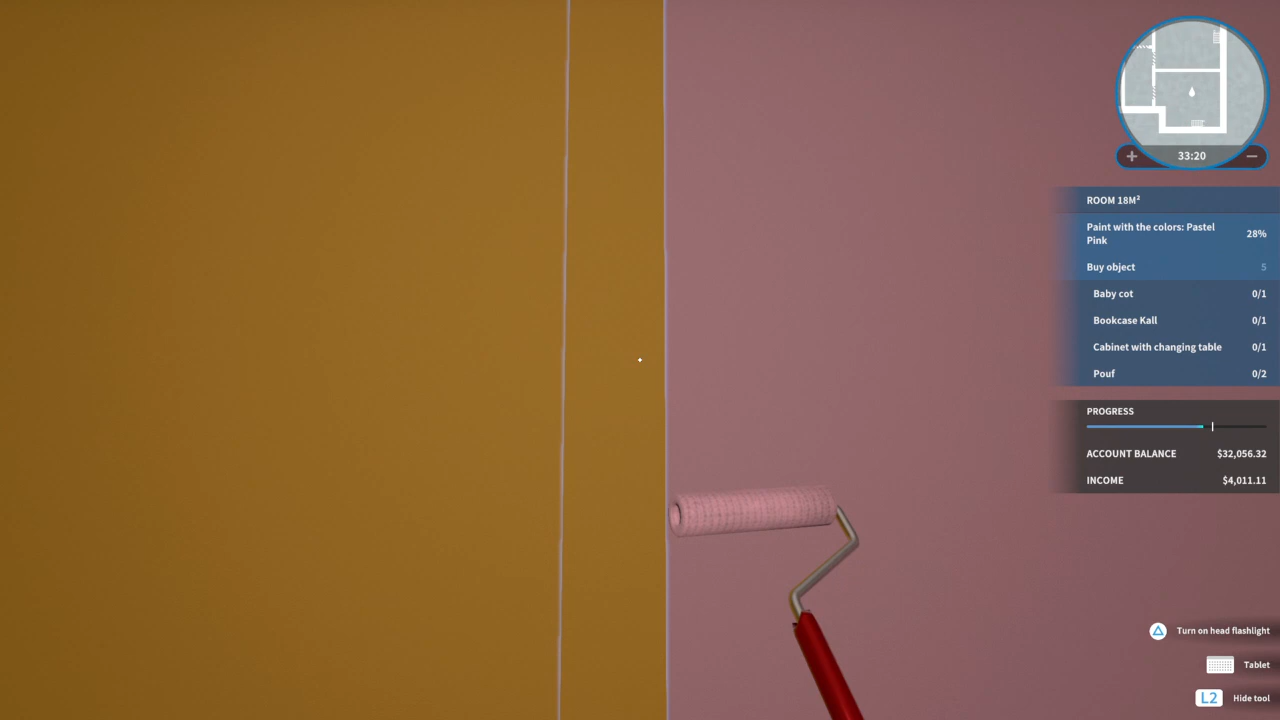 33:20
ROOM 18M²
Paint with the colors: Pastel
Pink
28%
Buy object 5
Baby cot 0/1
Bookcase Kall 0/1
Cabinet with changing table 0/1
Pouf 0/2
PROGRESS
ACCOUNT BALANCE $32,056.32
INCOME $4,011.11
Turn on head flashlight
Tablet
L2 Hide tool